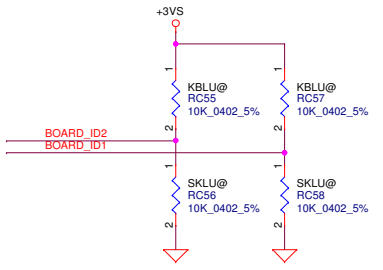 +3VS
1
1
KBLU@
RC55
10K_0402_5%
KBLU@
RC57
10K_0402_5%
2
2
BOARD_ID2
BOARD_ID1
1
1
SKLU@
RC56
10K_0402_5%
SKLU@
RC58
10K_0402_5%
2
2